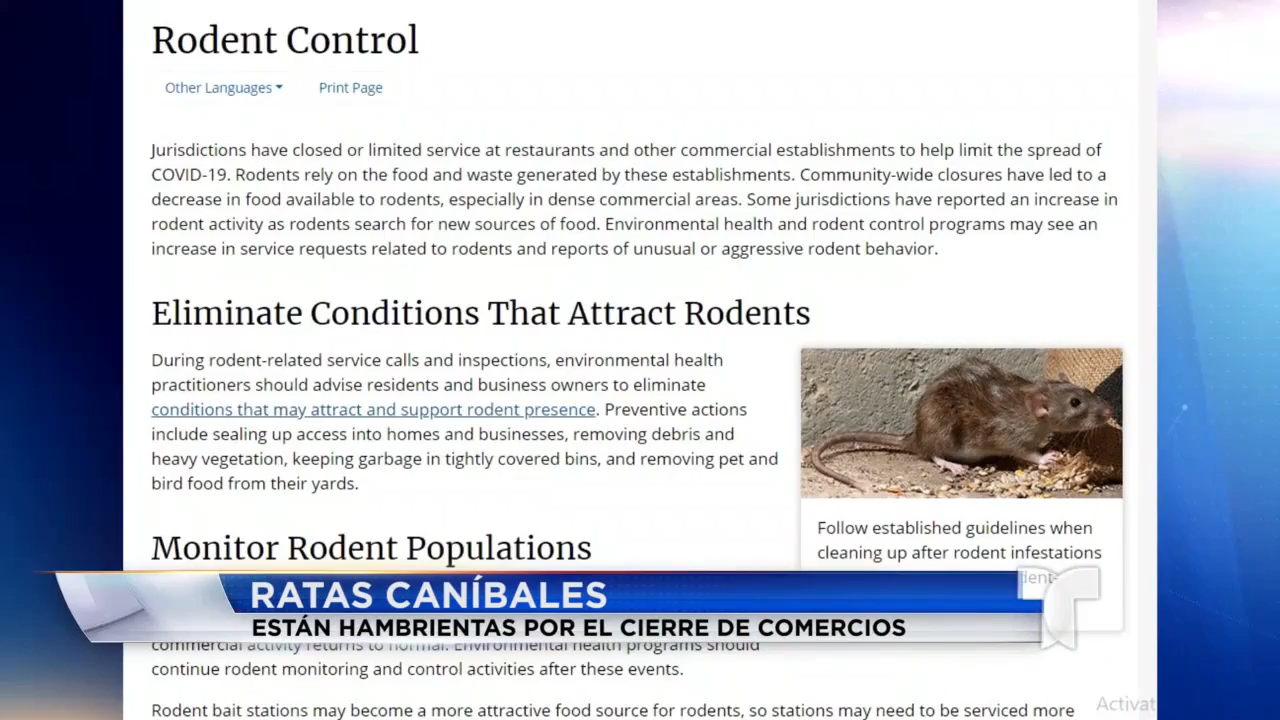 Rodent Control
Other Languages
Print Page
Jurisdictions have closed or limited service at restaurants and other commercial establishments to help limit the spread of
COVID-19. Rodents rely on the food and waste generated by these establishments. Community-wide closures have led to a
decrease in food available to rodents, especially in dense commercial areas. Some jurisdictions have reported an increase in
rodent activity as rodents search for new sources of food. Environmental health and rodent control programs may see an
increase in service requests related to rodents and reports of unusual or aggressive rodent behavior.
Eliminate Conditions That Attract Rodents
During rodent-related service calls and inspections, environmental health
practitioners should advise residents and business owners to eliminate
conditions that may attract and support rodent presence. Preventive actions
include sealing up access into homes and businesses, removing debris and
heavy vegetation, keeping garbage in tightly covered bins, and removing pet and
bird food from their yards.
Follow established guidelines when
cleaning up after rodent infestations
Monitor Rodent Populations
RATAS CANÍBALES
ESTÁN HAMBRIENTAS POR EL CIERRE DE COMERCIOS
commercial activity returns to normal. Environmental health programs should
continue rodent monitoring and control activities after these events.
Rodent bait stations may become a more attractive food source for rodents, so stations may need to be serviced more
Activat